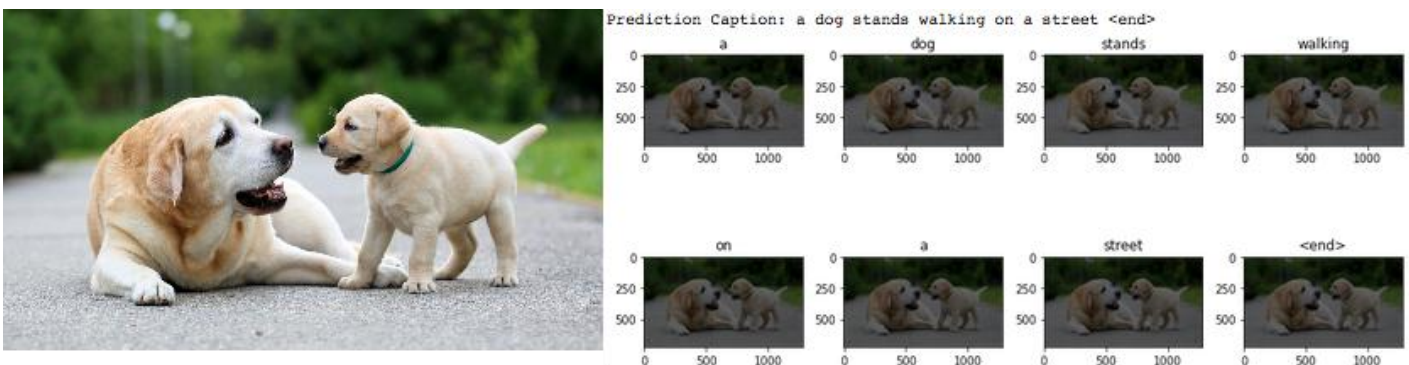 Prediction Caption: a dog stands walking on a street <end>
a dog stands walking
0 0 0 0
250 250 250 250
500 500 500 500
0 500 1000 0 500 1000 0 500 1000 0 500 1000
on a street <end>
0 0 0 0
250 250 250 250
500 500 500 500
0 500 1000 0 500 1000 0 500 1000 0 500 1000